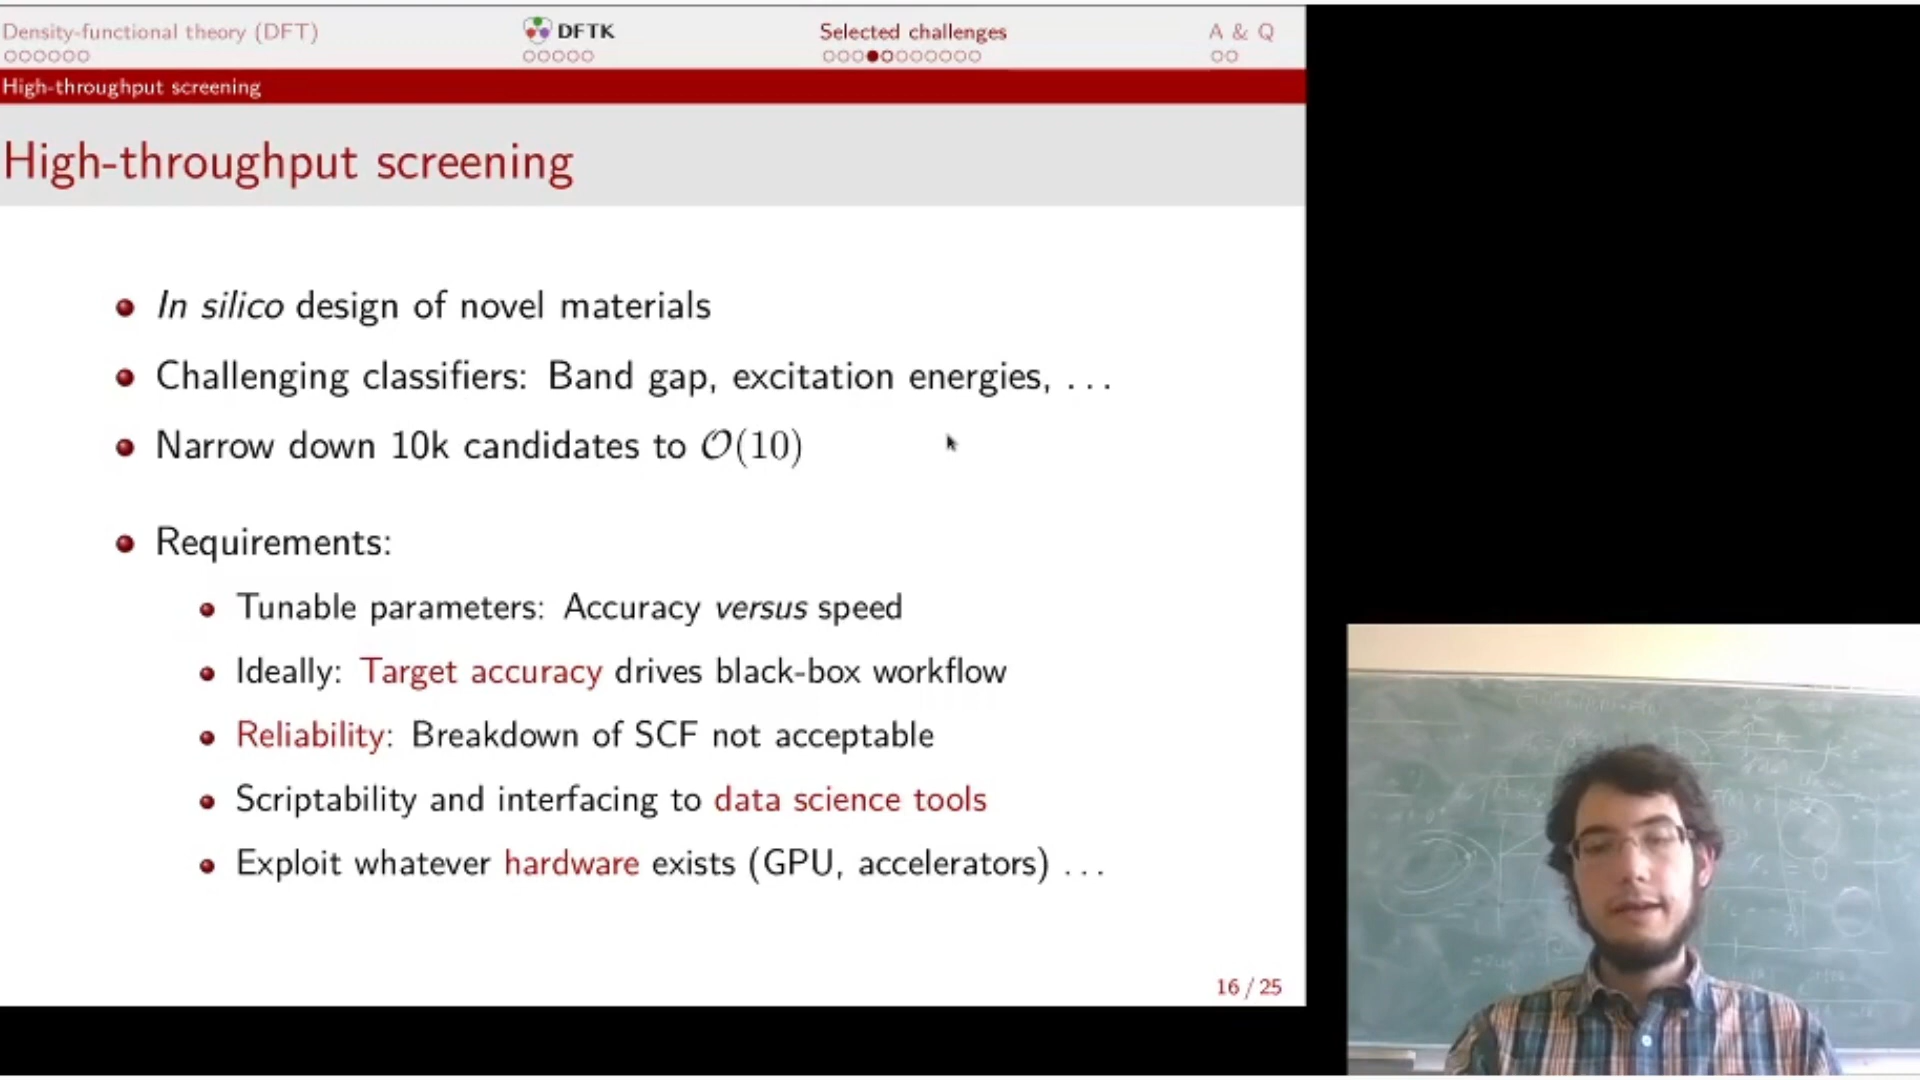 Density-functional theory (DFT)
DFTK
Selected challenges
A & Q
High-throughput screening
High-throughput screening
In silico design of novel materials
Challenging classifiers: Band gap, excitation energies, ...
Narrow down 10k candidates to 𝒪(10)
Requirements:
Tunable parameters: Accuracy versus speed
Ideally: Target accuracy drives black-box workflow
Reliability: Breakdown of SCF not acceptable
Scriptability and interfacing to data science tools
Exploit whatever hardware exists (GPU, accelerators) ...
16 / 25